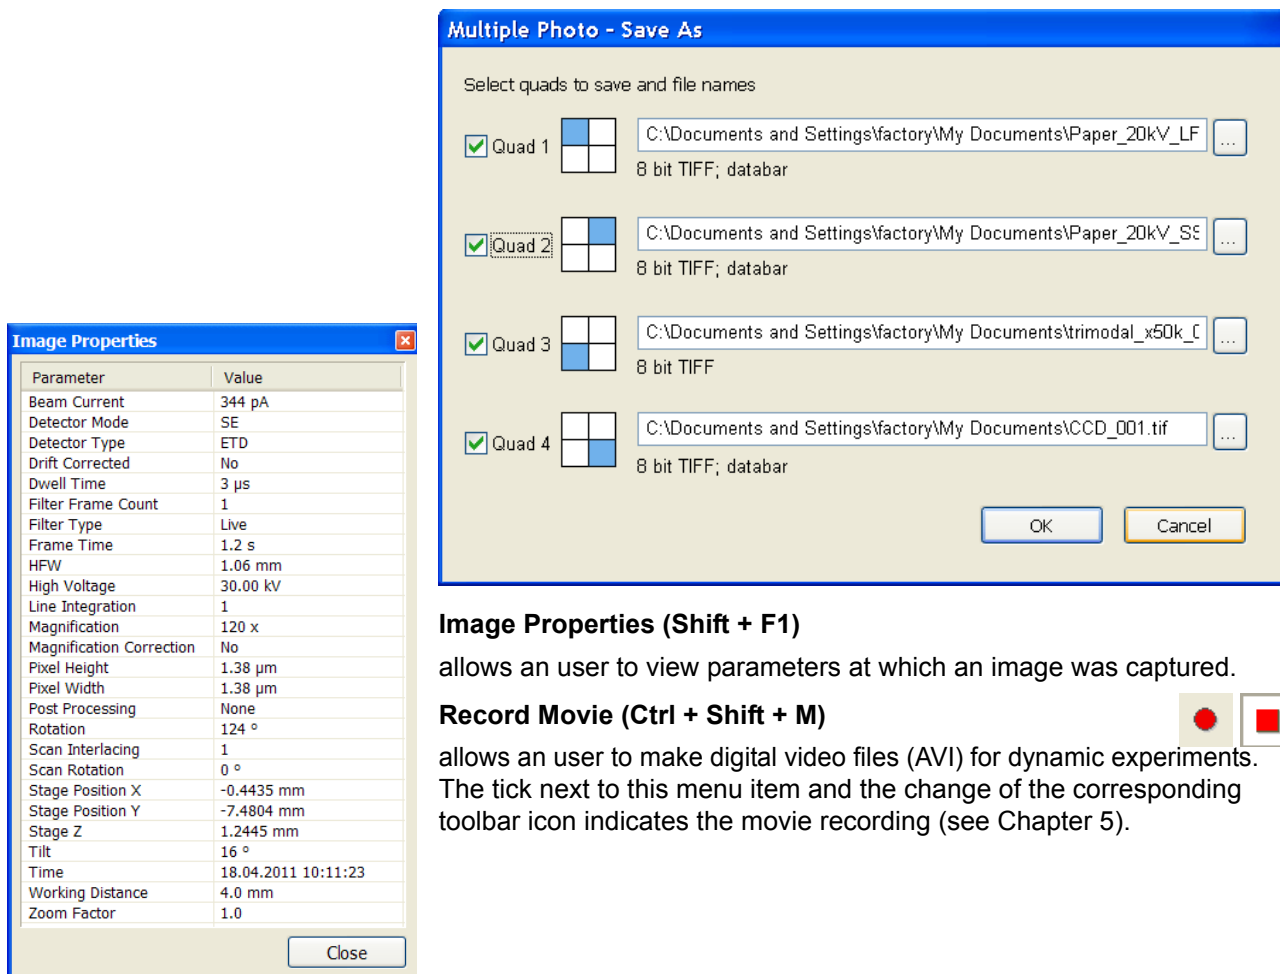 Multiple Photo - Save As
Select quads to save and file names
Quad 1
C:\Documents and Settings\factory\My Documents\Paper_20kV_LF
...
8 bit TIFF; databar
Quad 2
C:\Documents and Settings\factory\My Documents\Paper_20kV_SS
...
8 bit TIFF; databar
Quad 3
C:\Documents and Settings\factory\My Documents\trimodal_x50k_0
...
8 bit TIFF
Quad 4
C:\Documents and Settings\factory\My Documents\CCD_001.tif
...
8 bit TIFF; databar
OK Cancel
Image Properties
Parameter Value
Beam Current 344 pA
Detector Mode SE
Detector Type ETD
Drift Corrected No
Dwell Time 3 µs
Filter Frame Count 1
Filter Type Live
Frame Time 1.2 s
HFW 1.06 mm
High Voltage 30.00 kV
Line Integration 1
Magnification 120 x
Magnification Correction No
Pixel Height 1.38 µm
Pixel Width 1.38 µm
Post Processing None
Rotation 124 °
Scan Interlacing 1
Scan Rotation 0 °
Stage Position X -0.4435 mm
Stage Position Y -7.4804 mm
Stage Z 1.2445 mm
Tilt 16 °
Time 18.04.2011 10:11:23
Working Distance 4.0 mm
Zoom Factor 1.0
Close
Image Properties (Shift + F1)
allows an user to view parameters at which an image was captured.
Record Movie (Ctrl + Shift + M)
allows an user to make digital video files (AVI) for dynamic experiments.
The tick next to this menu item and the change of the corresponding
toolbar icon indicates the movie recording (see Chapter 5).